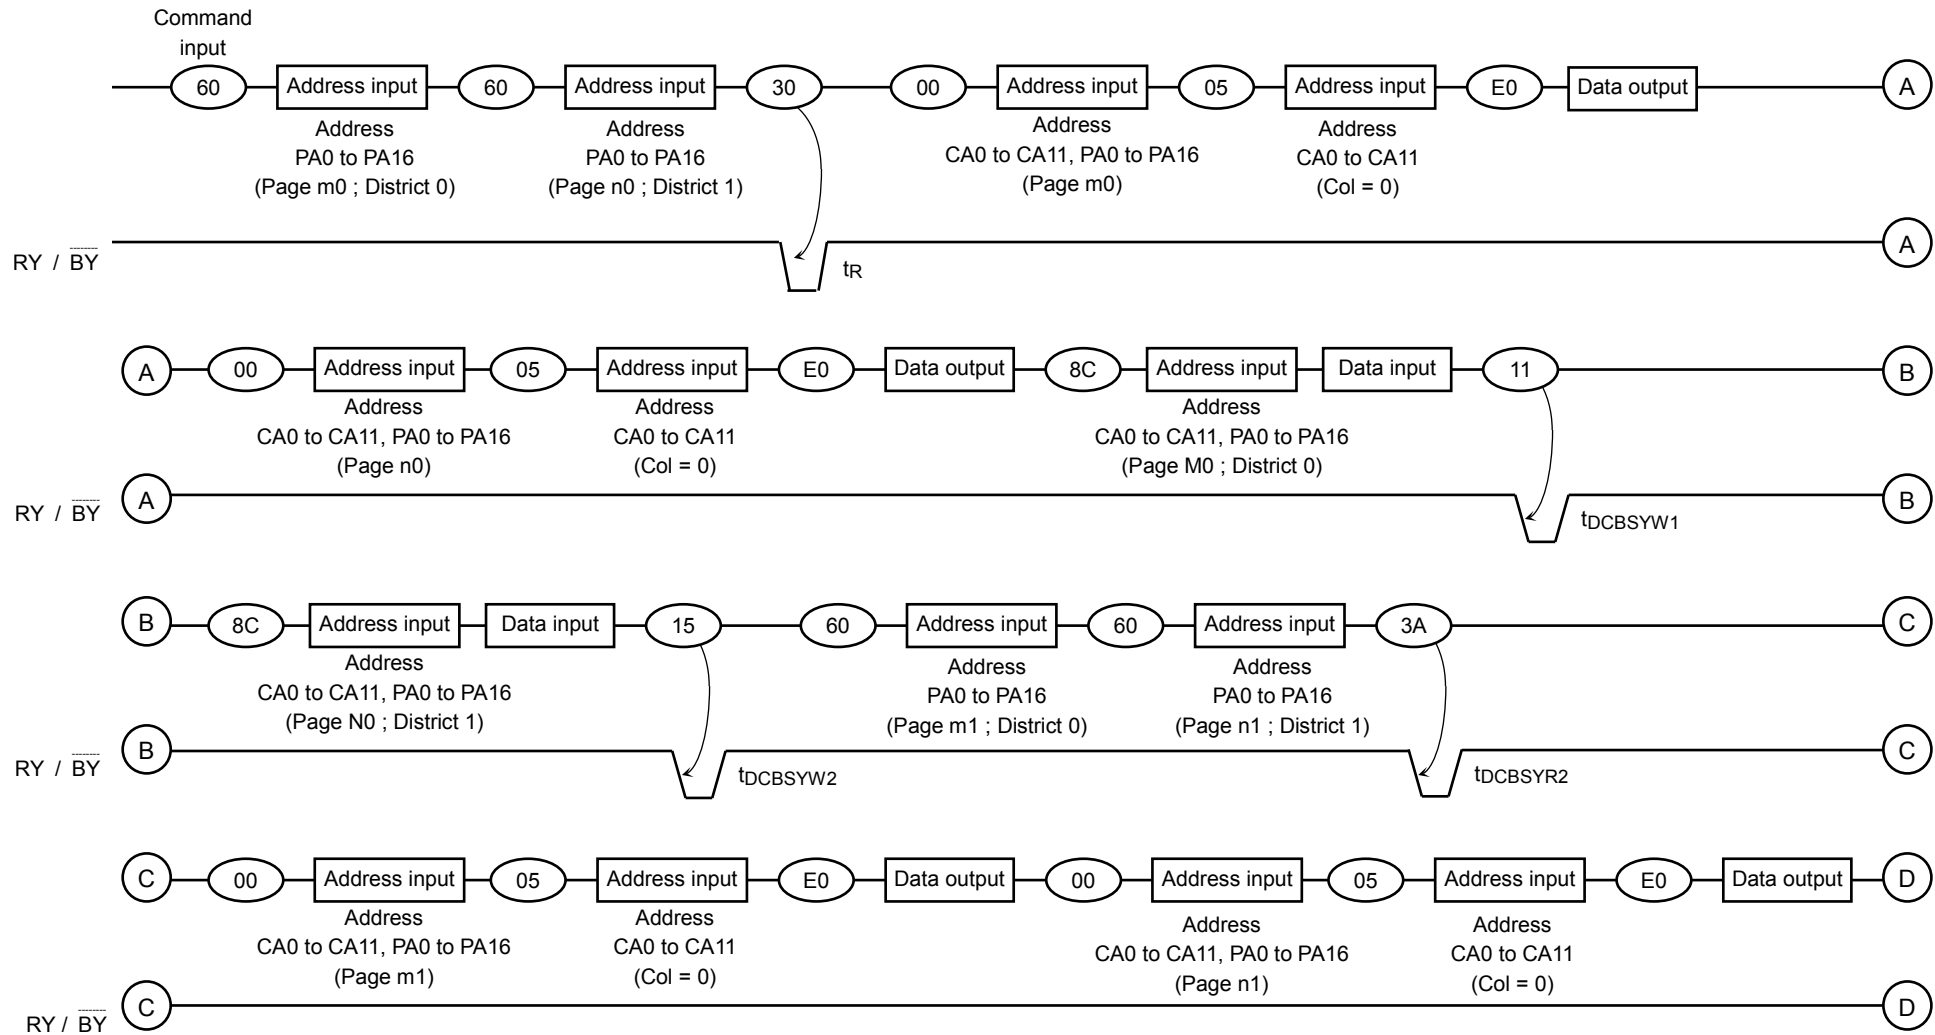 Command
input
60 Address input 60 Address input 30 00 Address input 05 Address input E0 Data output A
Address
PA0 to PA16
(Page m0 ; District 0)
Address
PA0 to PA16
(Page n0 ; District 1)
Address
CA0 to CA11, PA0 to PA16
(Page m0)
Address
CA0 to CA11
(Col = 0)
RY / BY tR A
A 00 Address input 05 Address input E0 Data output 8C Address input Data input 11 B
Address
CA0 to CA11, PA0 to PA16
(Page n0)
Address
CA0 to CA11
(Col = 0)
Address
CA0 to CA11, PA0 to PA16
(Page M0 ; District 0)
RY / BY A tDCBSYW1 B
B 8C Address input Data input 15 60 Address input 60 Address input 3A C
Address
CA0 to CA11, PA0 to PA16
(Page N0 ; District 1)
Address
PA0 to PA16
(Page m1 ; District 0)
Address
PA0 to PA16
(Page n1 ; District 1)
RY / BY B tDCBSYW2 tDCBSYR2 C
C 00 Address input 05 Address input E0 Data output 00 Address input 05 Address input E0 Data output D
Address
CA0 to CA11, PA0 to PA16
(Page m1)
Address
CA0 to CA11
(Col = 0)
Address
CA0 to CA11, PA0 to PA16
(Page n1)
Address
CA0 to CA11
(Col = 0)
RY / BY C D